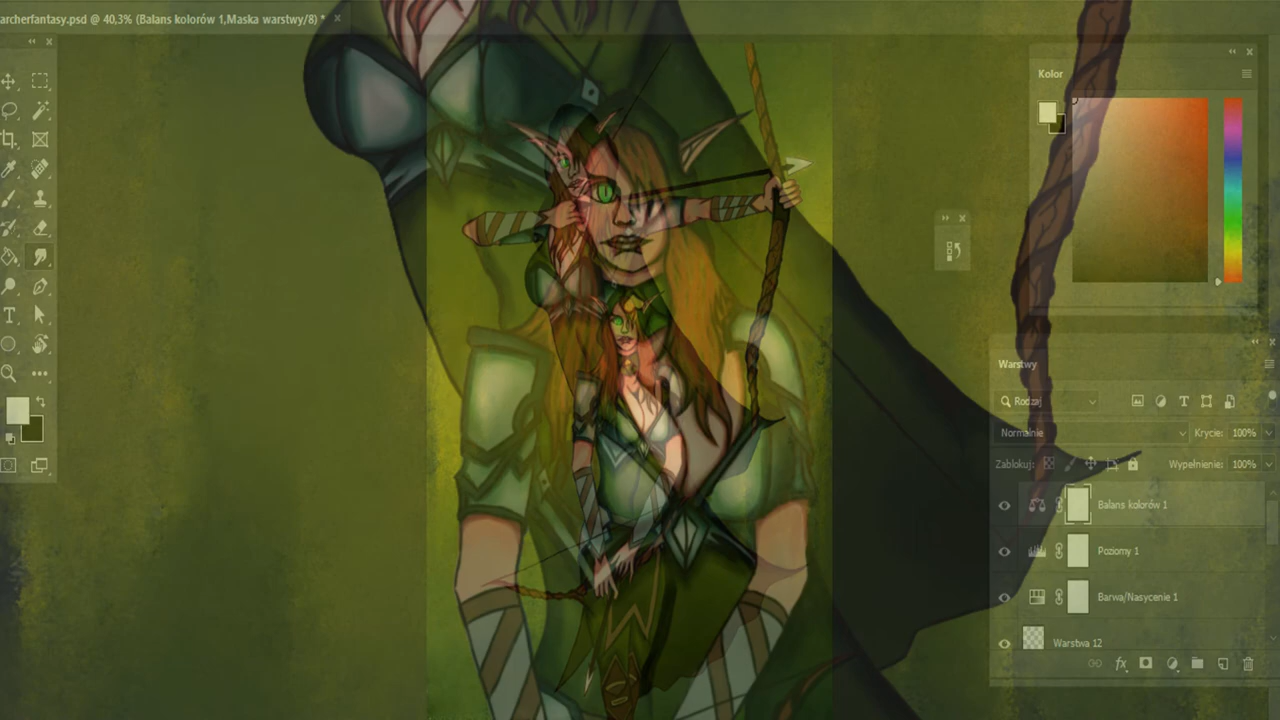 archerfantasy.psd @ 40,3% (Balans kolorów 1,Maska warstwy/8) *
Kolor
Warstwy
Rodzaj
Normalnie
Krycie: 100%
Zablokuj:
Wypełnienie: 100%
Balans kolorów 1
Poziomy 1
Barwa/Nasycenie 1
Warstwa 12
fx